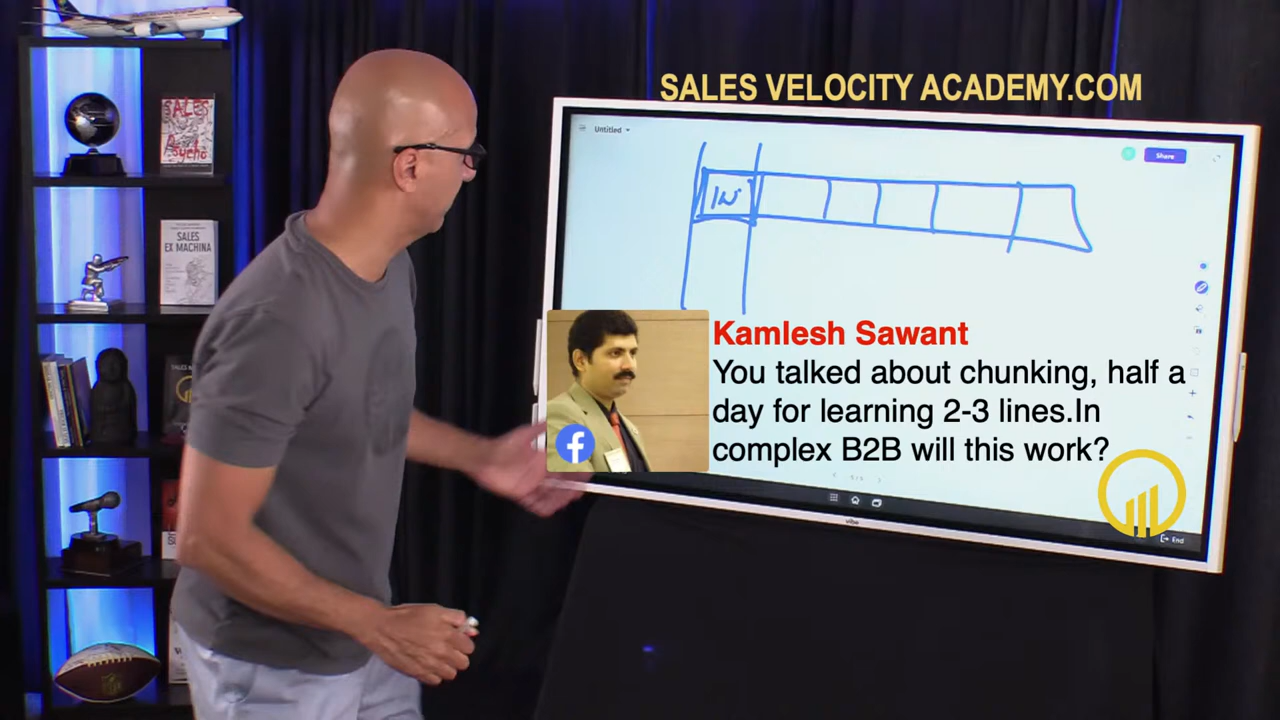 SALES VELOCITY ACADEMY.COM
Untitled
Share
SALES
Psycho
SALES
EX MACHINA
Kamlesh Sawant
You talked about chunking, half a
day for learning 2-3 lines.In
complex B2B will this work?
vibe
End